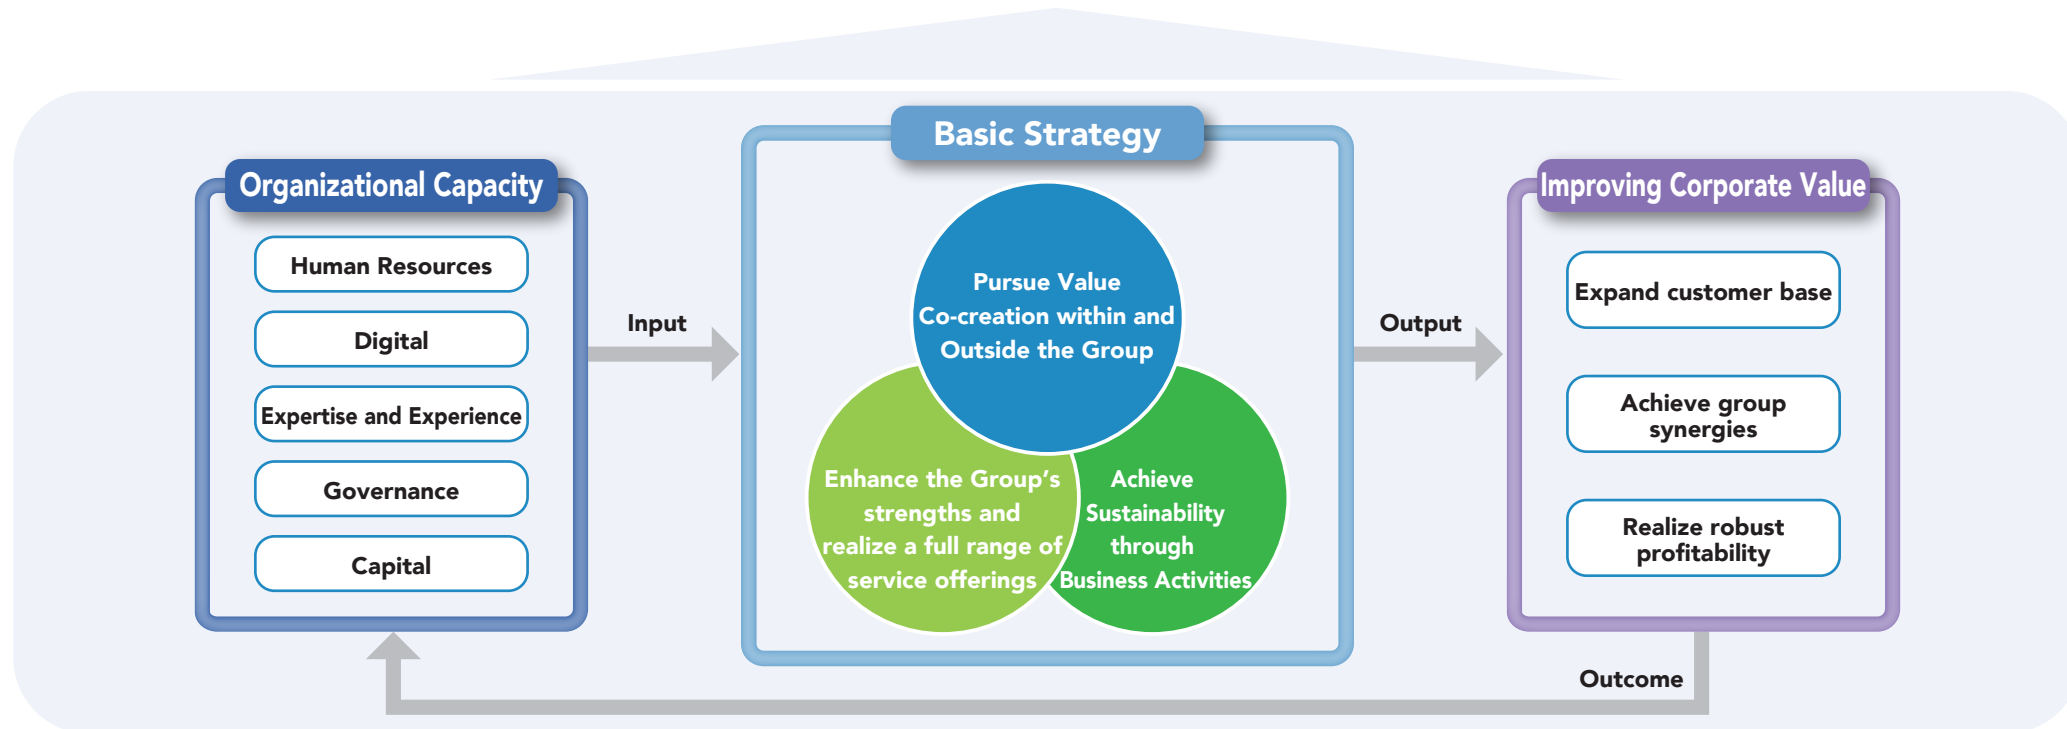 Organizational Capacity
Human Resources
Digital
Expertise and Experience
Governance
Capital
Input
Basic Strategy
Pursue Value
Co-creation within and
Outside the Group
Enhance the Group’s
strengths and
realize a full range of
service offerings
Achieve
Sustainability
through
Business Activities
Output
Improving Corporate Value
Expand customer base
Achieve group
synergies
Realize robust
profitability
Outcome